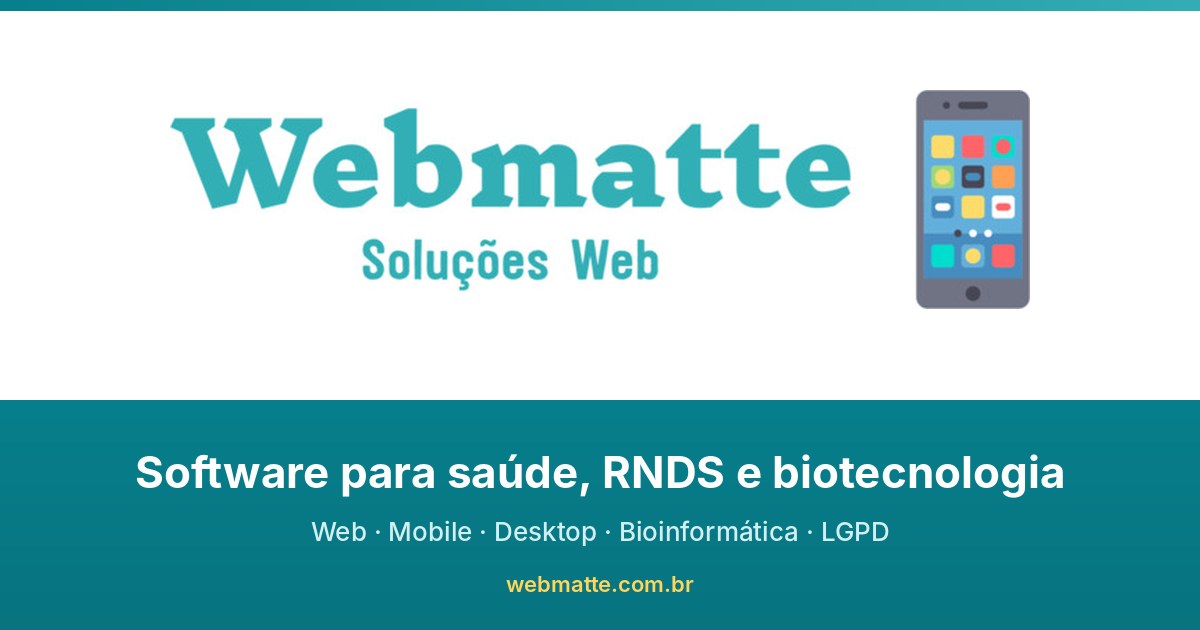 Webmatte
Soluções Web
Software para saúde, RNDS e biotecnologia
Web · Mobile · Desktop · Bioinformática · LGPD
webmatte.com.br